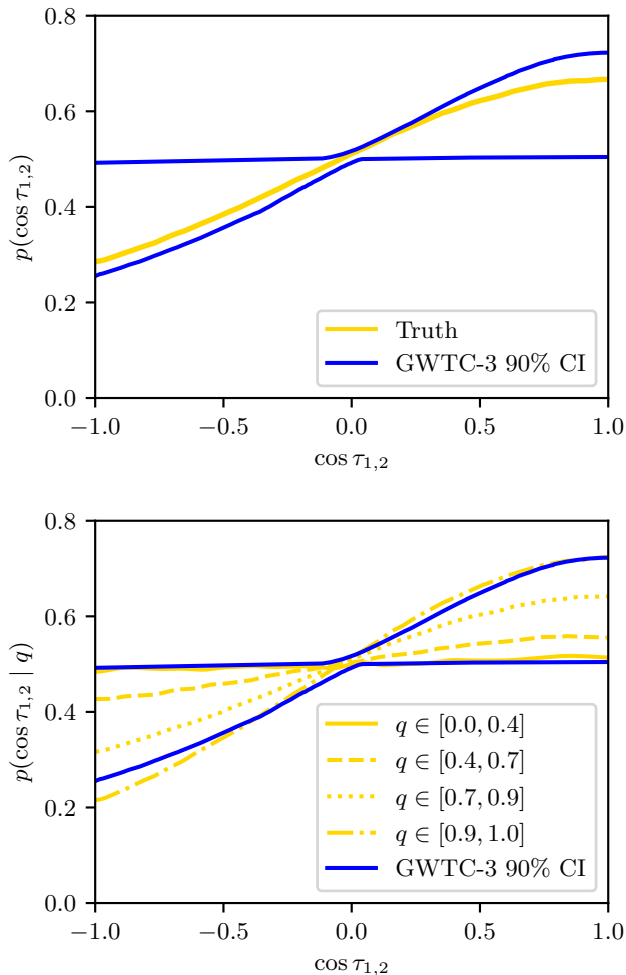 0.8
0.6
0.4
0.2
0.0
p(cos τ1,2)
Truth
GWTC-3 90% CI
−1.0 −0.5 0.0 0.5 1.0
cos τ1,2
0.8
0.6
0.4
0.2
0.0
p(cos τ1,2 | q)
q ∈ [0.0, 0.4]
q ∈ [0.4, 0.7]
q ∈ [0.7, 0.9]
q ∈ [0.9, 1.0]
GWTC-3 90% CI
−1.0 −0.5 0.0 0.5 1.0
cos τ1,2